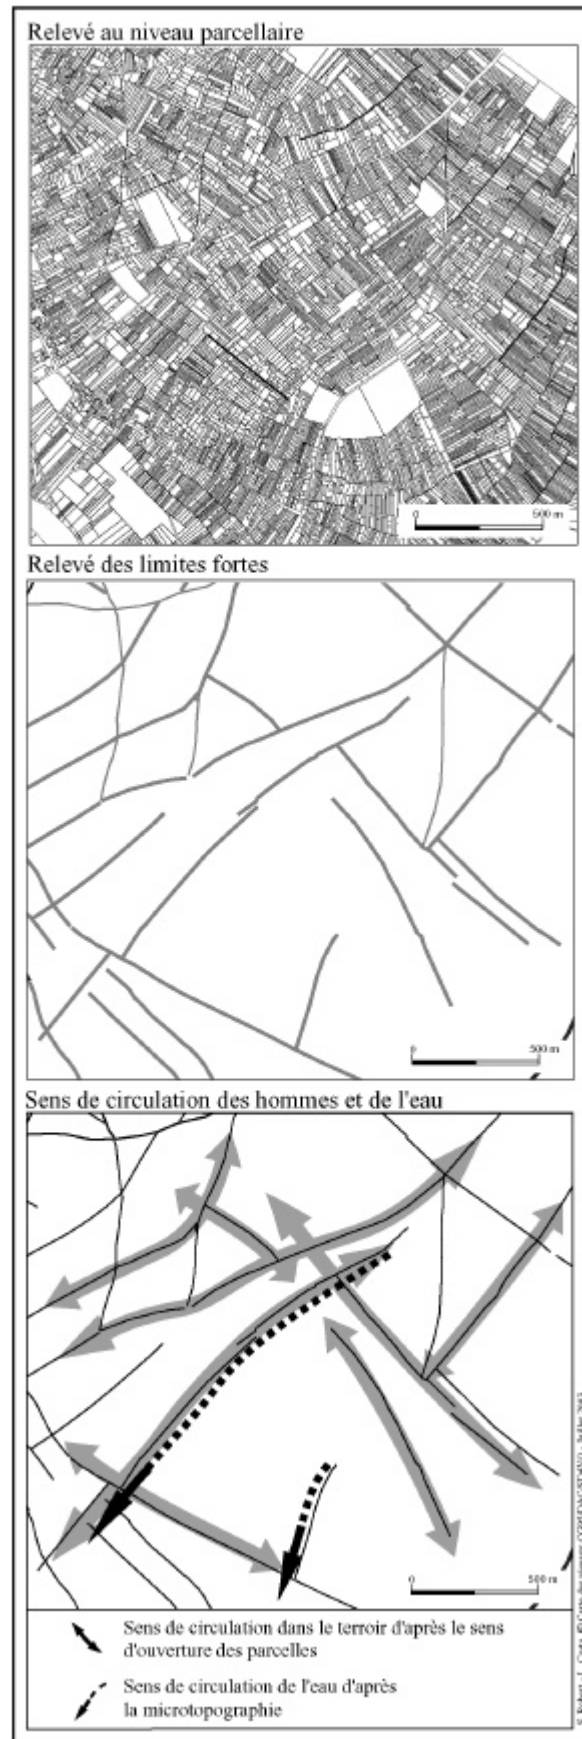 Relevé au niveau parcellaire
0 500 m
Relevé des limites fortes
0 500 m
Sens de circulation des hommes et de l'eau
0 500 m
Sens de circulation dans le terroir d'après le sens
d'ouverture des parcelles
Sens de circulation de l'eau d'après
la microtopographie